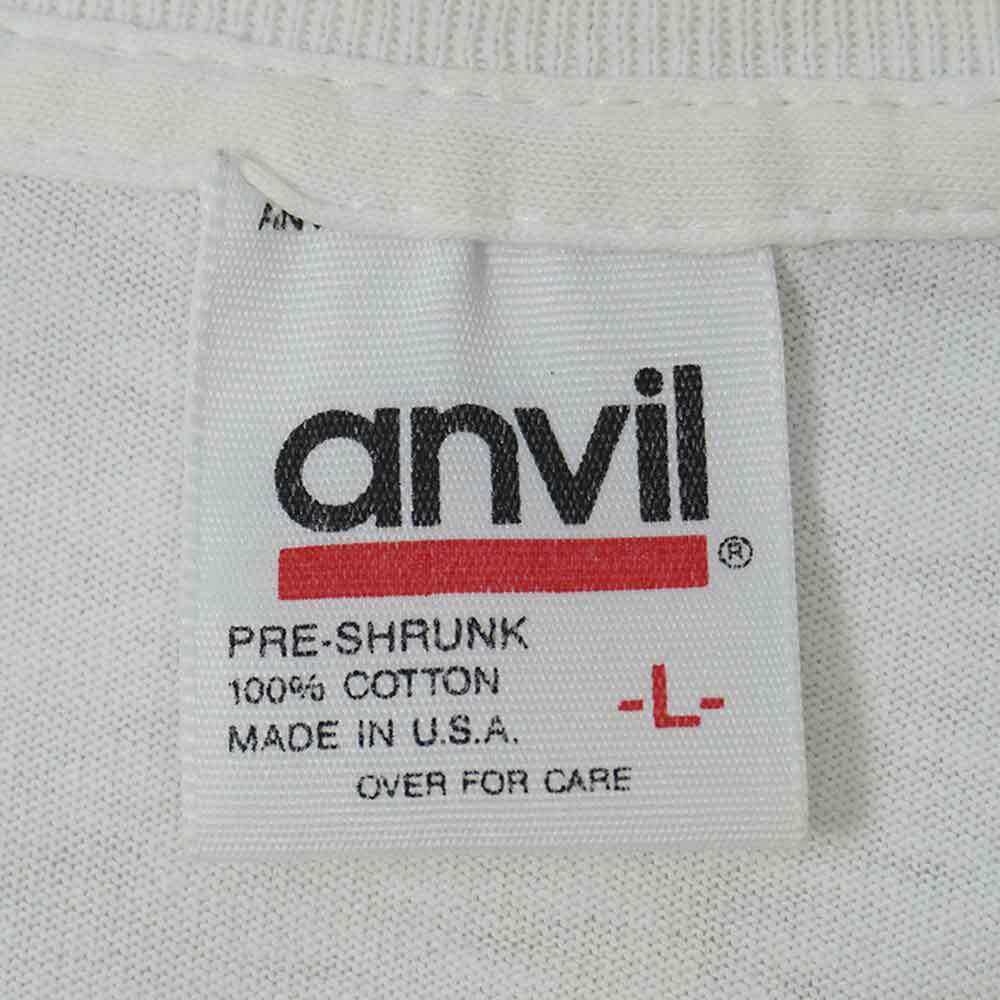 anvil ®
PRE-SHRUNK
100% COTTON
MADE IN U.S.A.
-L-
OVER FOR CARE